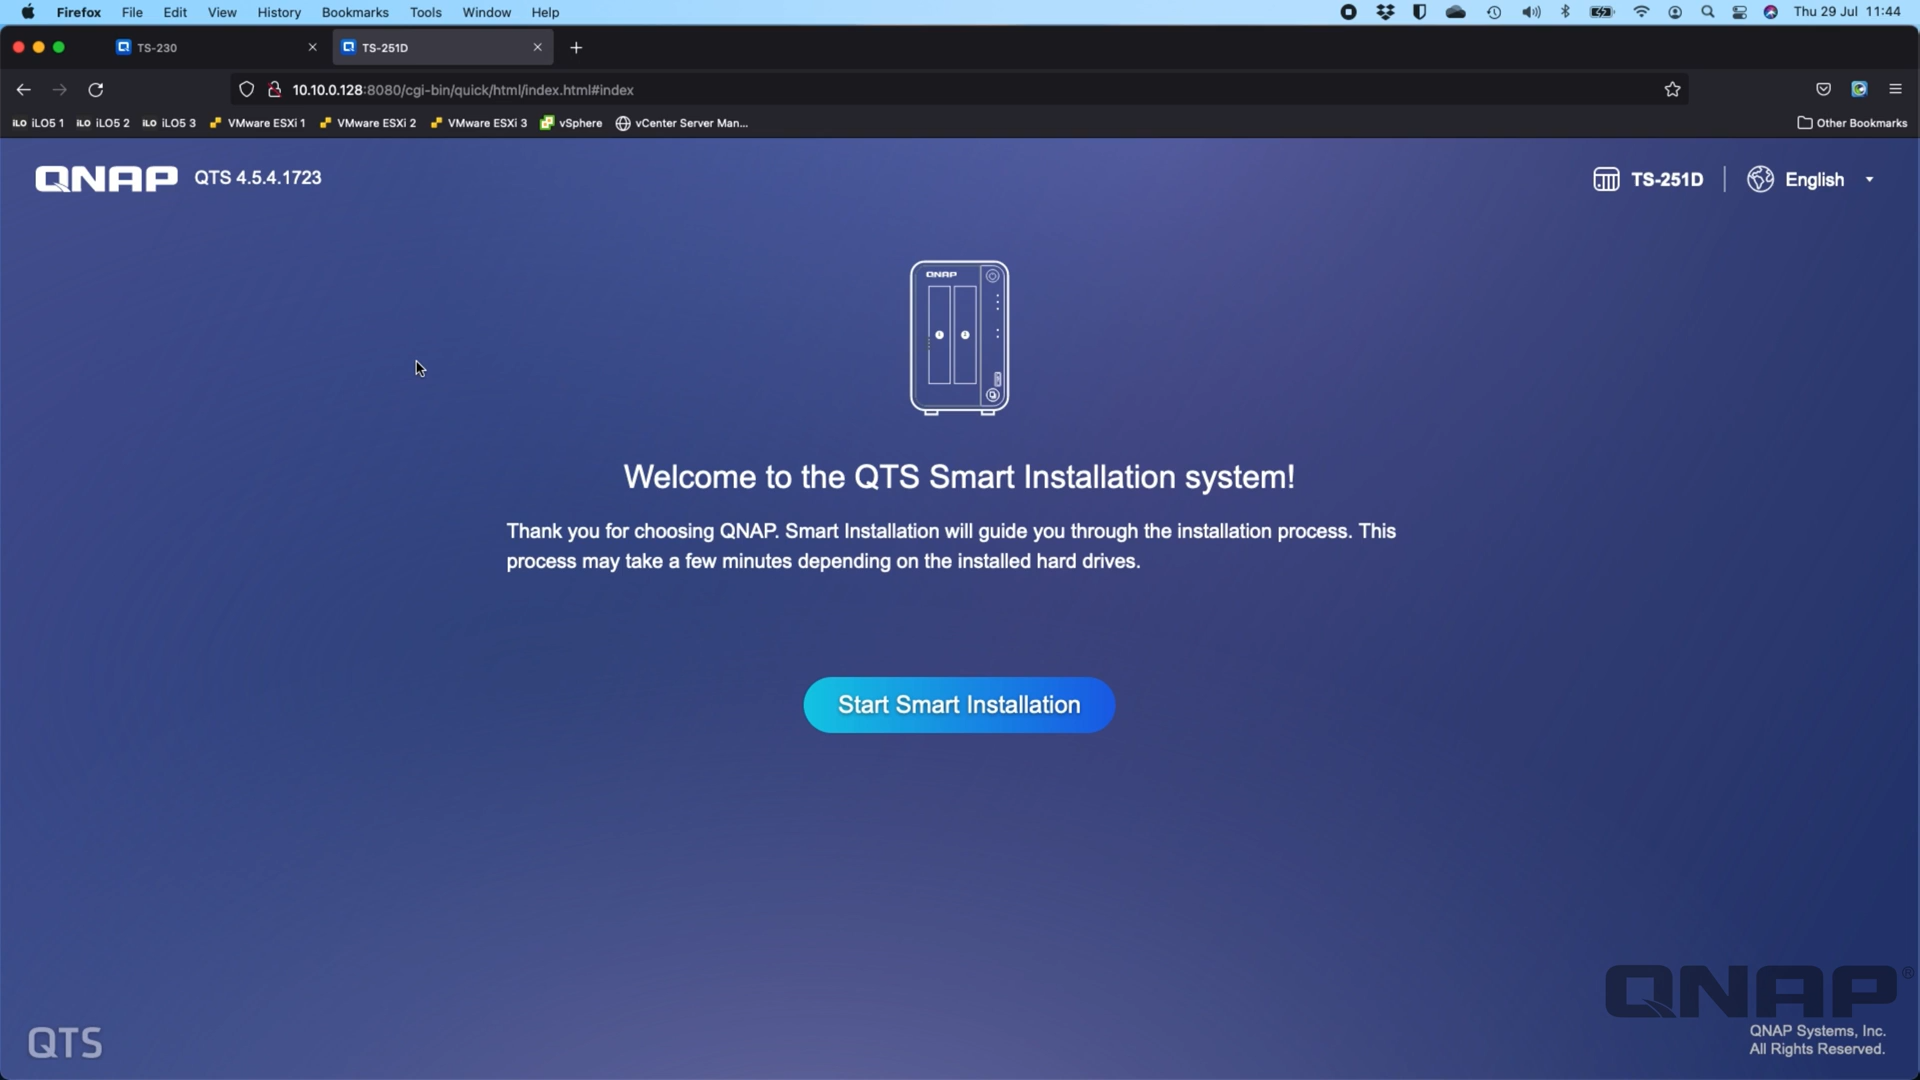 Firefox File Edit View History Bookmarks Tools Window Help Thu 29 Jul 11:44
TS-230 TS-251D
10.10.0.128:8080/cgi-bin/quick/html/index.html#index
iLO iLO5 1 iLO iLO5 2 iLO iLO5 3 VMware ESXi 1 VMware ESXi 2 VMware ESXi 3 vSphere vCenter Server Man... Other Bookmarks
QNAP QTS 4.5.4.1723 TS-251D English
QNAP
1 2
Welcome to the QTS Smart Installation system!
Thank you for choosing QNAP. Smart Installation will guide you through the installation process. This
process may take a few minutes depending on the installed hard drives.
Start Smart Installation
QNAP®
QTS
QNAP Systems, Inc.
All Rights Reserved.